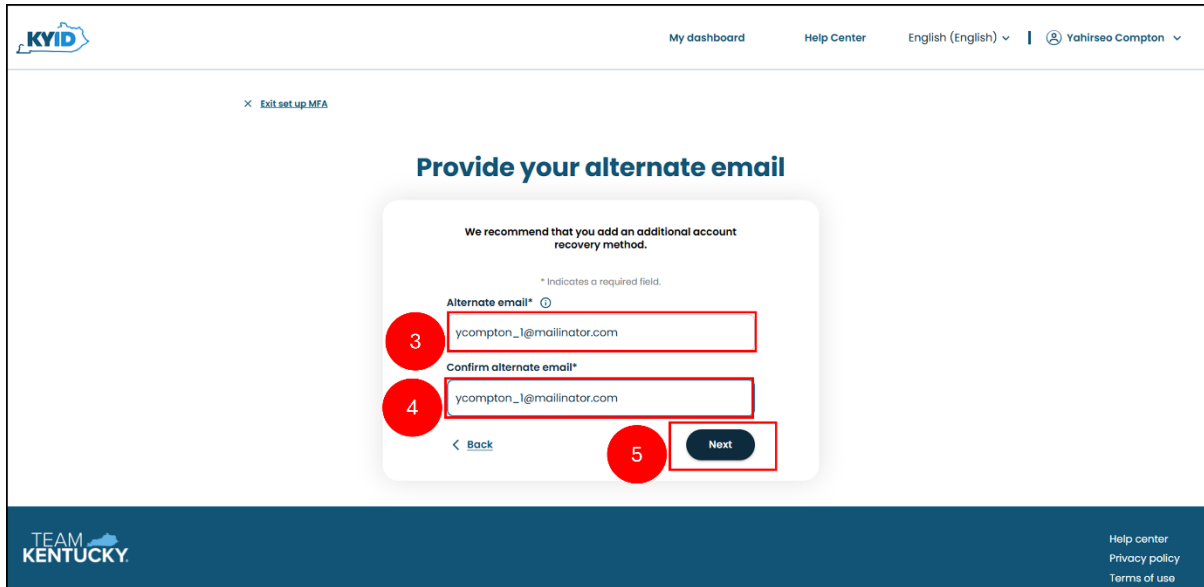 KYID
My dashboard
Help Center
English (English)
Yahirseo Compton
Exit set up MFA
Provide your alternate email
We recommend that you add an additional account
recovery method.
* Indicates a required field.
Alternate email*
3
ycompton_1@mailinator.com
Confirm alternate email*
4
ycompton_1@mailinator.com
Back
5
Next
TEAM
KENTUCKY.
Help center
Privacy policy
Terms of use